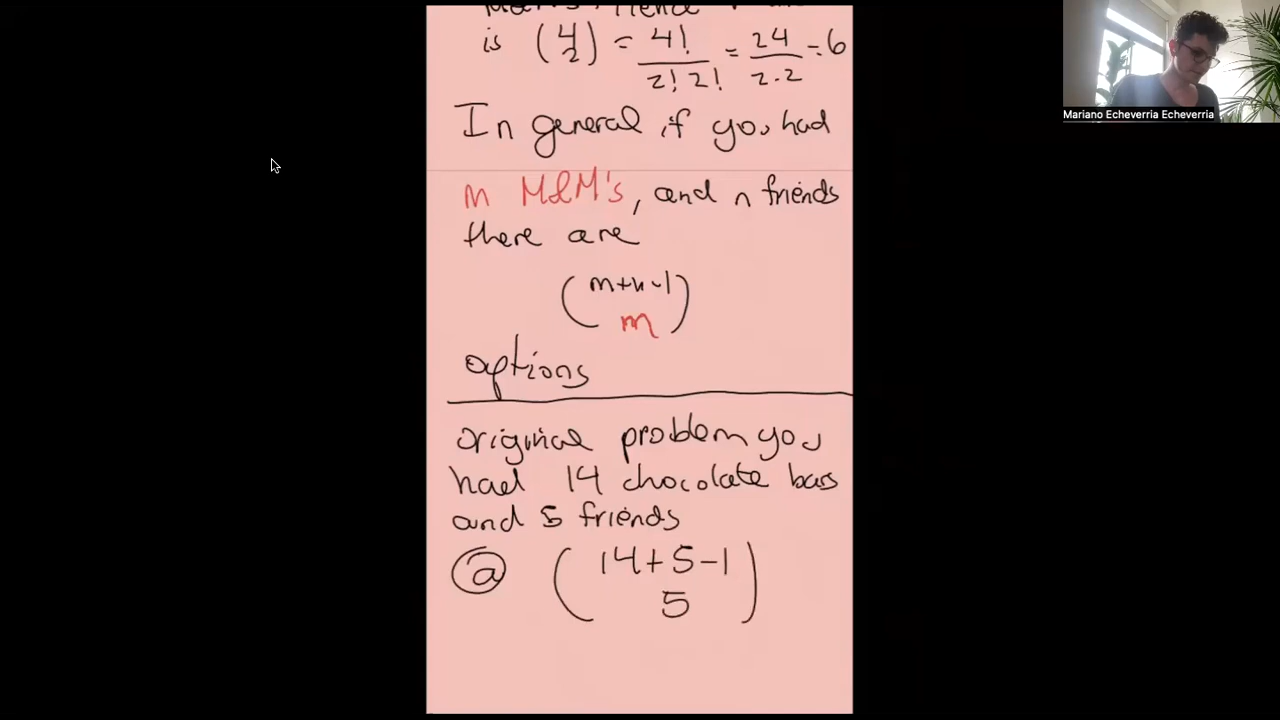 is (4 2) = 4! / 2! 2! = 24 / 2·2 = 6
In general if you had
m M&M's, and n friends
there are
(m+n-1 m)
options
original problem you
had 14 chocolate bars
and 5 friends
ⓐ (14+5-1 5)
Mariano Echeverria Echeverria